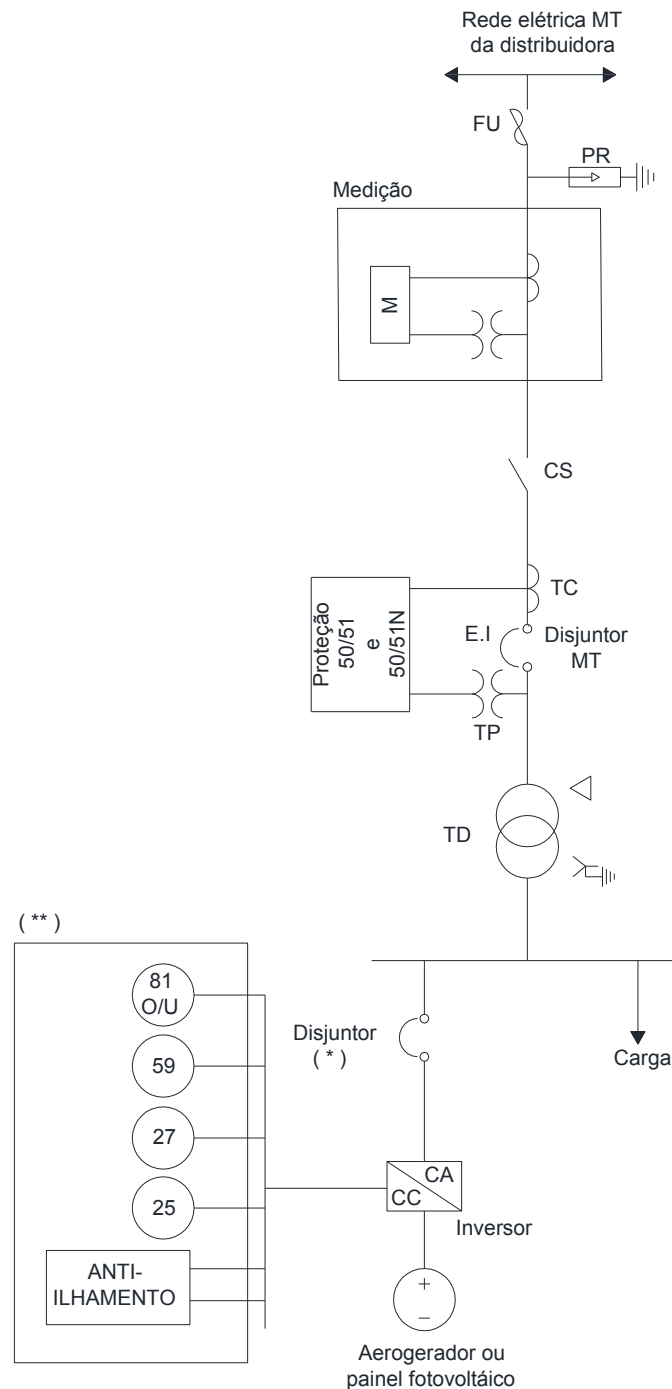 Rede elétrica MT
da distribuidora
FU
PR
Medição
M
CS
TC
Proteção
50/51
e
50/51N
E.I
Disjuntor
MT
TP
TD
( ** )
81
O/U
59
27
25
ANTI-
ILHAMENTO
Disjuntor
( * )
Carga
CA
CC
Inversor
+
–
Aerogerador ou
painel fotovoltáico